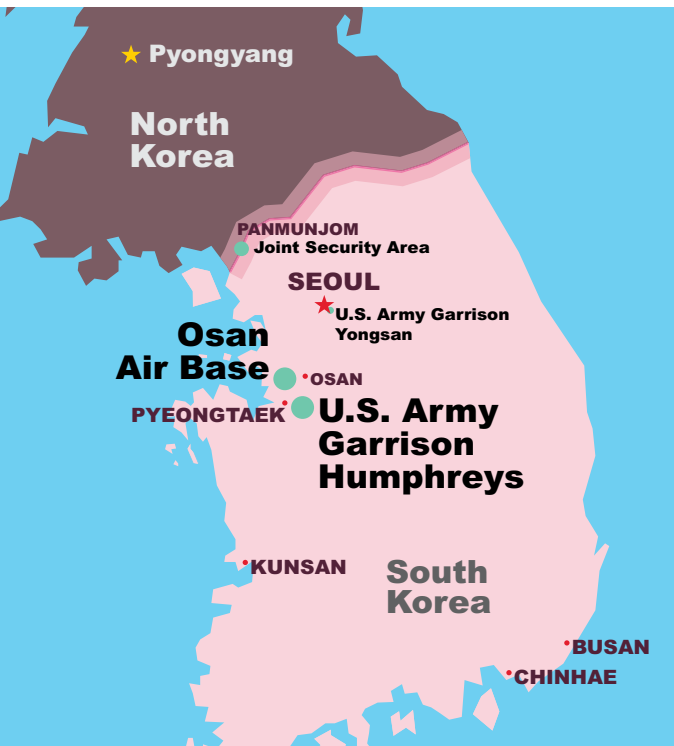 Pyongyang
North
Korea
PANMUNJOM
Joint Security Area
SEOUL
U.S. Army Garrison
Yongsan
Osan
Air Base
OSAN
PYEONGTAEK
U.S. Army
Garrison
Humphreys
KUNSAN
South
Korea
BUSAN
CHINHAE